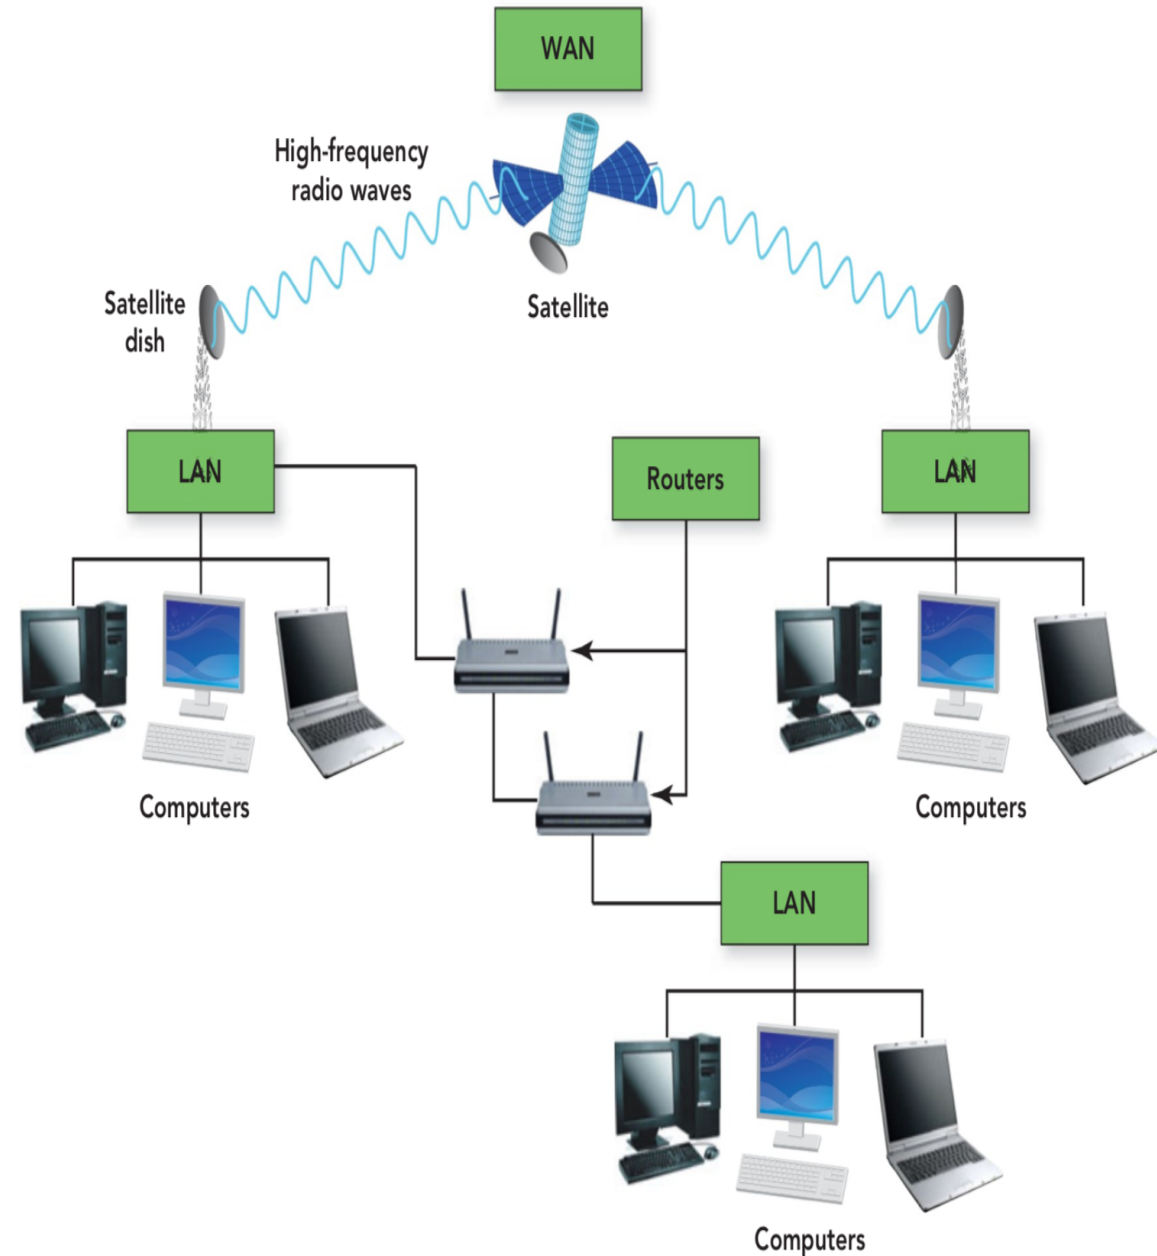 WAN
High-frequency
radio waves
Satellite
dish
Satellite
LAN
Routers
LAN
Computers
Computers
LAN
Computers